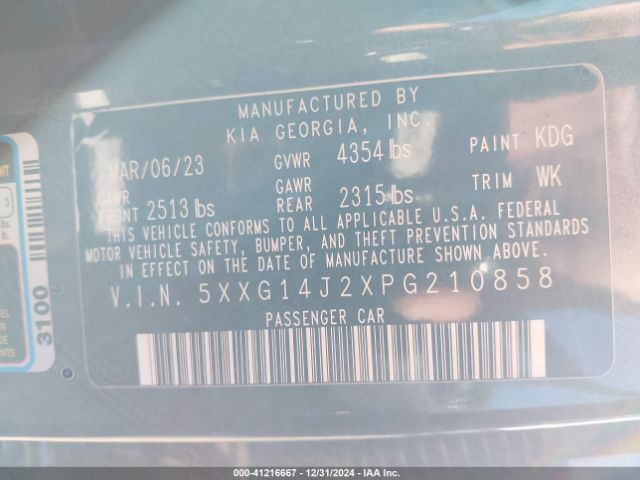 MANUFACTURED BY
KIA GEORGIA, INC.
MAR/06/23 GVWR 4354 lbs PAINT KDG
GAWR FRONT 2513 lbs GAWR REAR 2315 lbs TRIM WK
THIS VEHICLE CONFORMS TO ALL APPLICABLE U.S.A. FEDERAL
MOTOR VEHICLE SAFETY, BUMPER, AND THEFT PREVENTION STANDARDS
IN EFFECT ON THE DATE OF MANUFACTURE SHOWN ABOVE.
V.I.N. 5XXG14J2XPG210858
PASSENGER CAR
3100
000-41216667 - 12/31/2024 - IAA Inc.